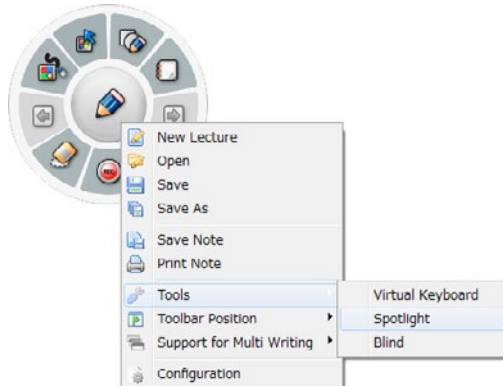 REC
New Lecture
Open
Save
Save As
Save Note
Print Note
Tools
Virtual Keyboard
Toolbar Position
Spotlight
Support for Multi Writing
Blind
Configuration